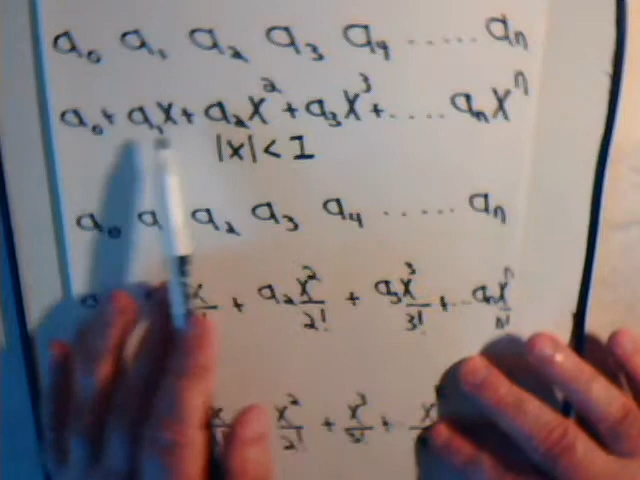 a₀ a₁ a₂ a₃ a₄ ...... aₙ
a₀ + a₁x + a₂x² + a₃x³ + .... aₙxⁿ
|x| < 1
a₀ a a₂ a₃ a₄ ...... aₙ
x/! + a₂x²/2! + a₃x³/3! + .. aₙxⁿ/n!
x²/2! + x³/3! +